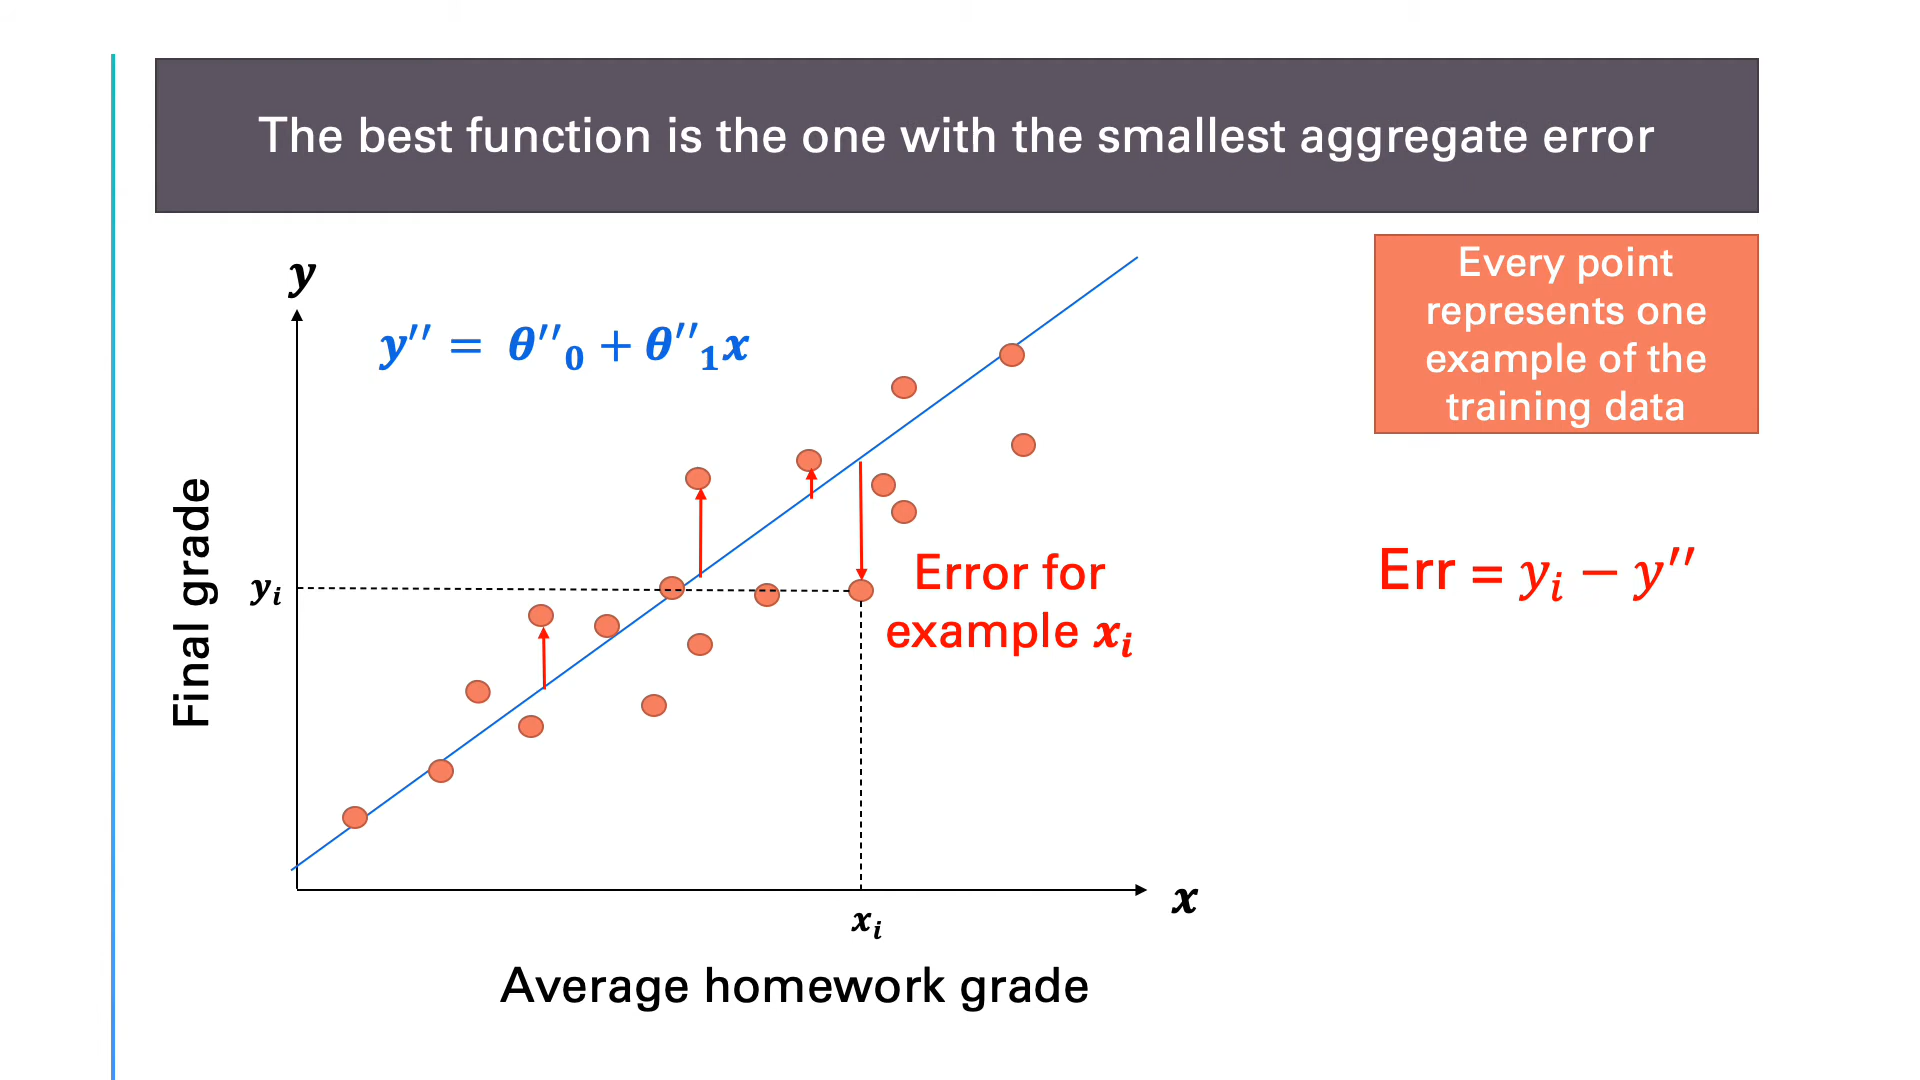 The best function is the one with the smallest aggregate error
Every point
represents one
example of the
training data
y
y′′ = θ′′₀ + θ′′₁x
Final grade
yᵢ
Error for
example xᵢ
Err = yᵢ − y′′
x
xᵢ
Average homework grade